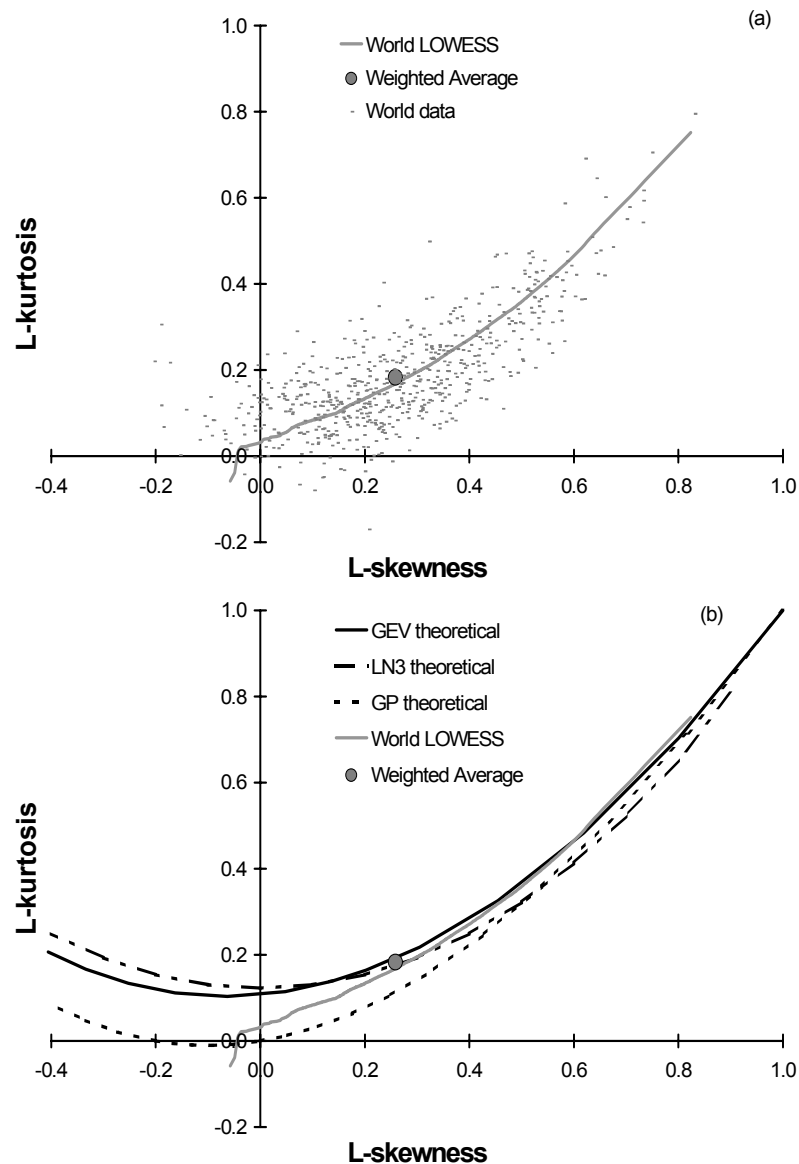 (a)
1.0
World LOWESS
Weighted Average
World data
0.8
0.6
0.4
0.2
0.0
-0.2
-0.4 -0.2 0.0 0.2 0.4 0.6 0.8 1.0
L-kurtosis
L-skewness
(b)
1.0
GEV theoretical
LN3 theoretical
GP theoretical
World LOWESS
Weighted Average
0.8
0.6
0.4
0.2
0.0
-0.2
-0.4 -0.2 0.0 0.2 0.4 0.6 0.8 1.0
L-kurtosis
L-skewness